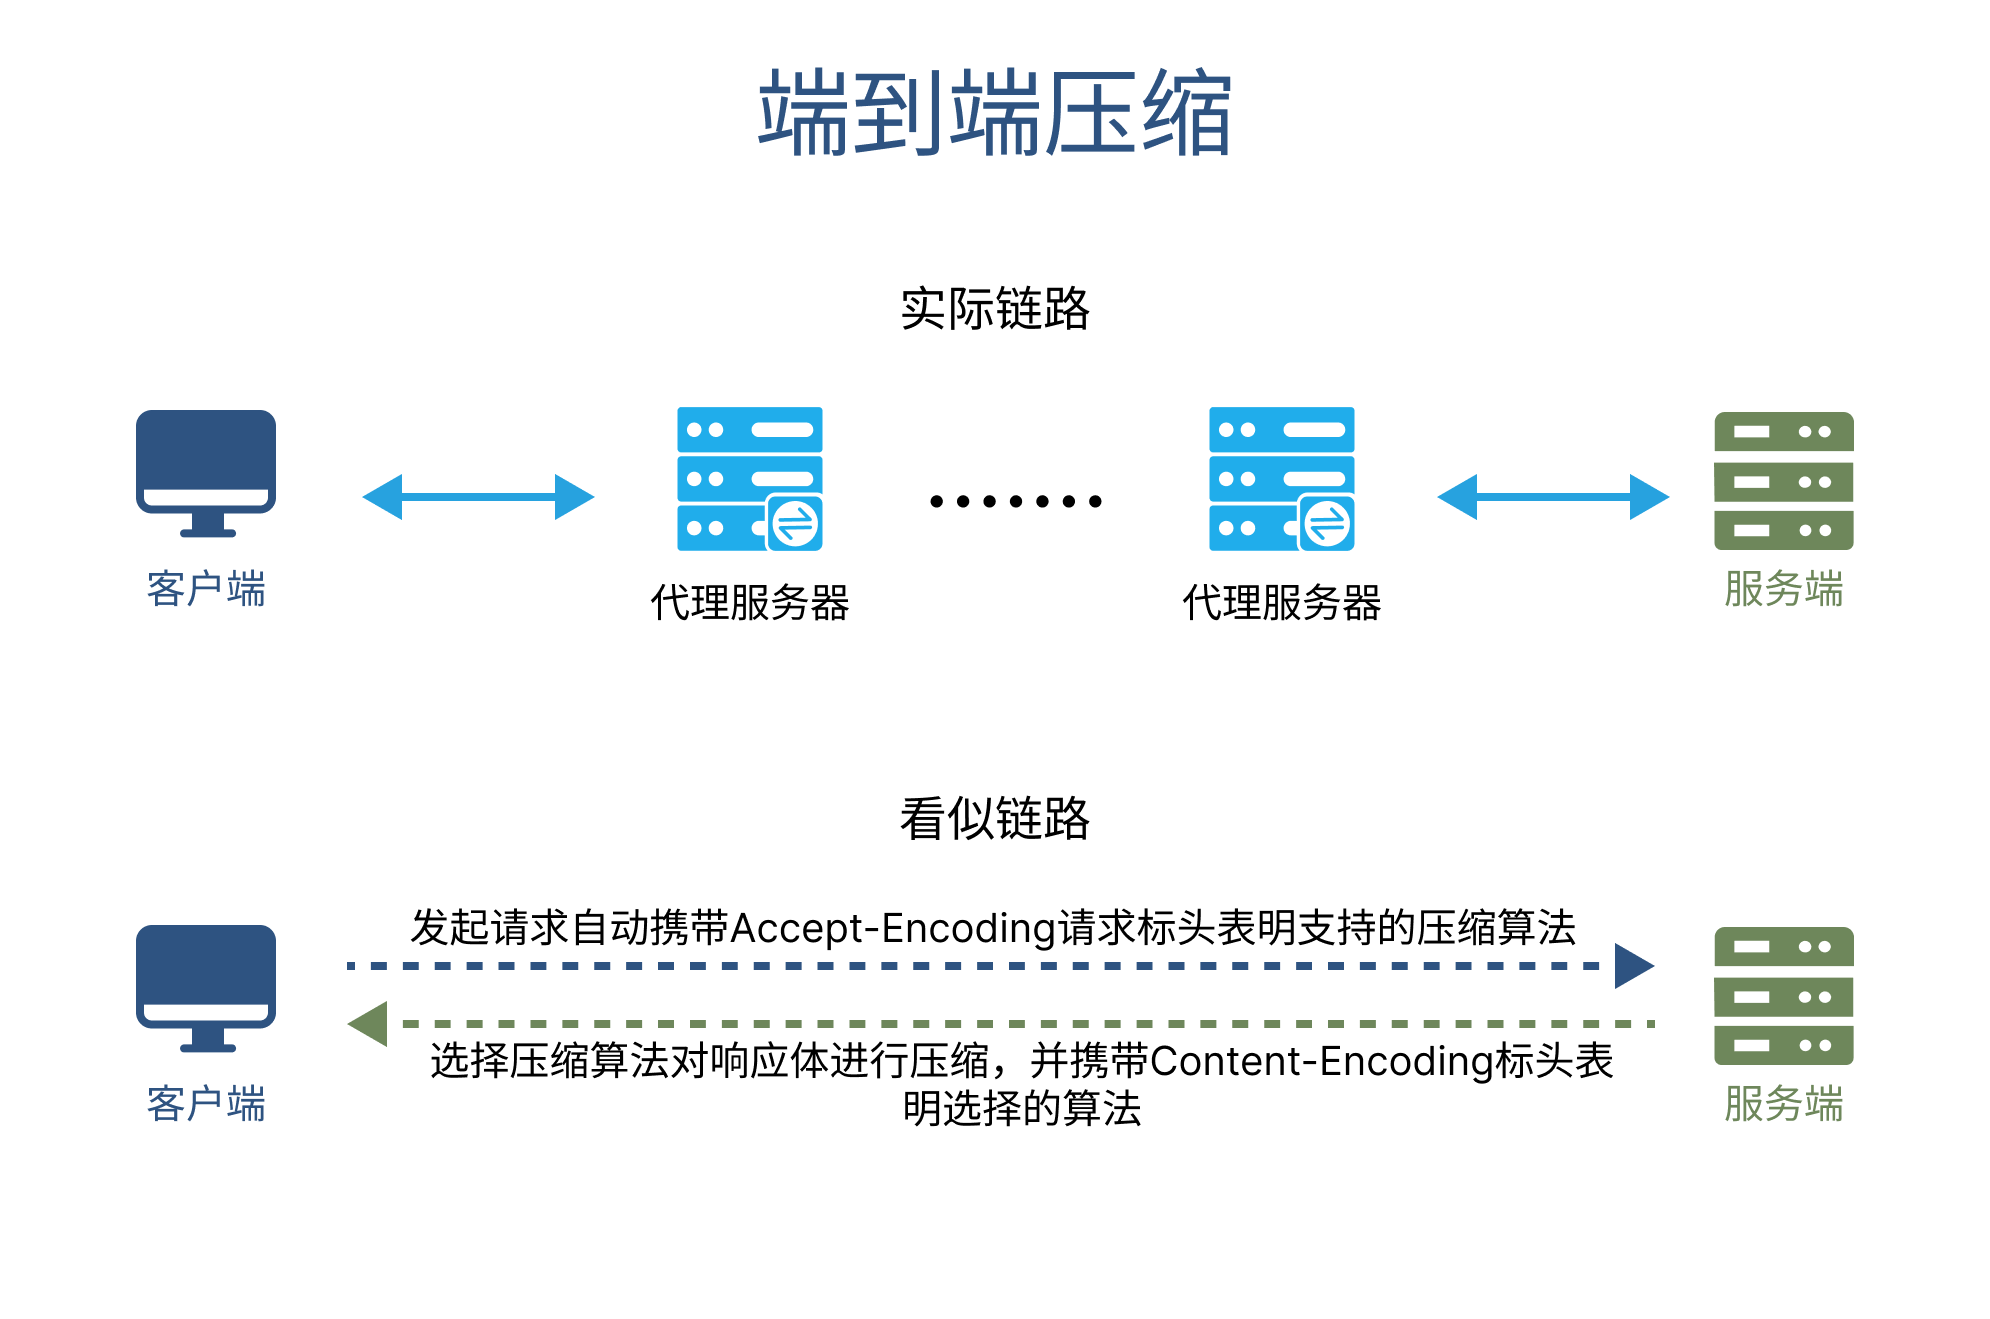 端到端压缩
实际链路
客户端
代理服务器
代理服务器
服务端
看似链路
发起请求自动携带Accept-Encoding请求标头表明支持的压缩算法
选择压缩算法对响应体进行压缩，并携带Content-Encoding标头表
明选择的算法
客户端
服务端